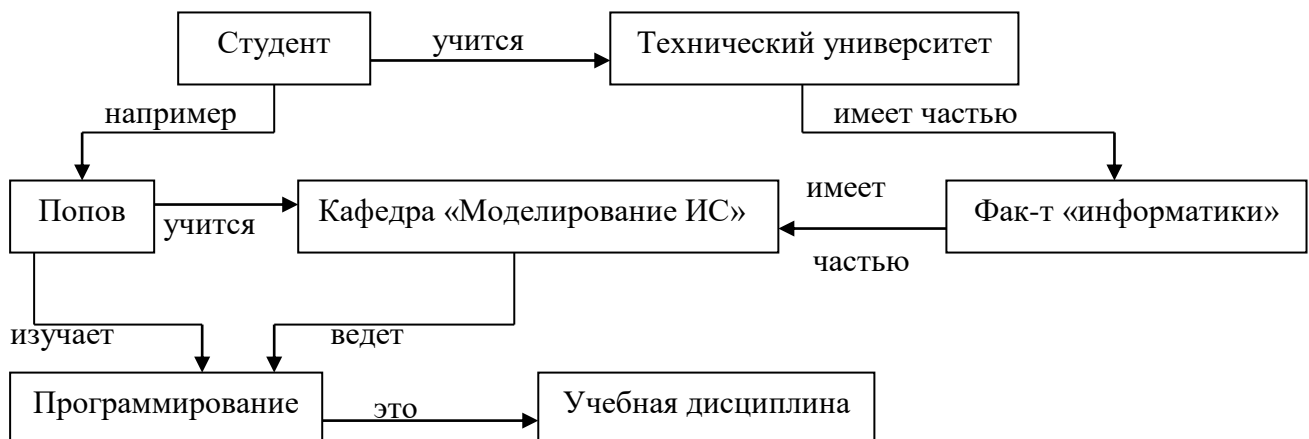 Студент
учится
Технический университет
например
имеет частью
Попов
учится
Кафедра «Моделирование ИС»
имеет
частью
Фак-т «информатики»
изучает
ведет
Программирование
это
Учебная дисциплина